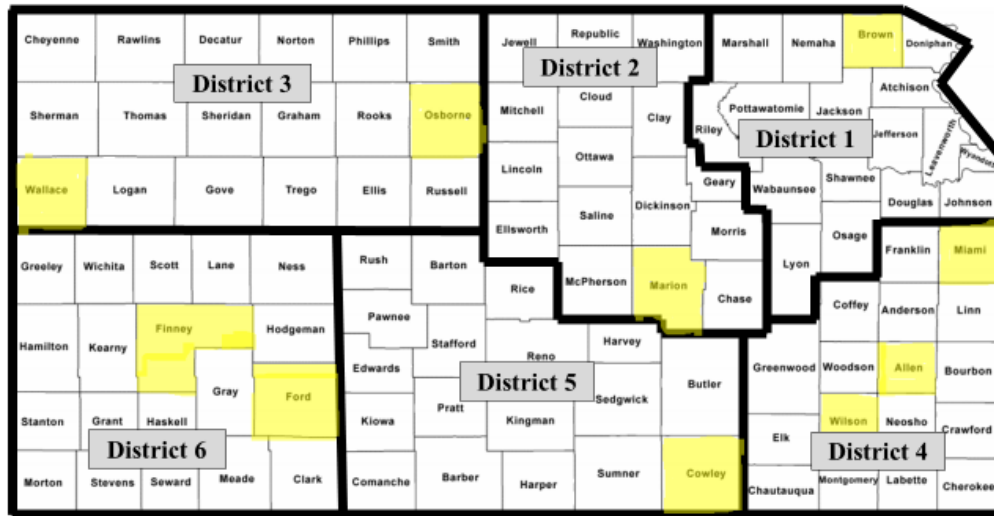 Cheyenne Rawlins Decatur Norton Phillips Smith Jewell Republic Washington Marshall Nemaha Brown Doniphan
District 3 District 2
Sherman Thomas Sheridan Graham Rooks Osborne Mitchell Cloud Clay Riley Pottawatomie Jackson Atchison
District 1
Jefferson Leavenworth Wyandotte
Wallace Logan Gove Trego Ellis Russell Lincoln Ottawa Geary Wabaunsee Shawnee
Ellsworth Saline Dickinson Morris Douglas Johnson
Greeley Wichita Scott Lane Ness Rush Barton Rice McPherson Marion Chase Lyon Osage Franklin Miami
Hamilton Kearny Finney Hodgeman Pawnee Stafford Reno Harvey Coffey Anderson Linn
Edwards
District 5
Stanton Grant Haskell Gray Ford Kiowa Pratt Kingman Sedgwick Butler Greenwood Woodson Allen Bourbon
District 6 District 4
Elk Wilson Neosho Crawford
Morton Stevens Seward Meade Clark Comanche Barber Harper Sumner Cowley Chautauqua Montgomery Labette Cherokee